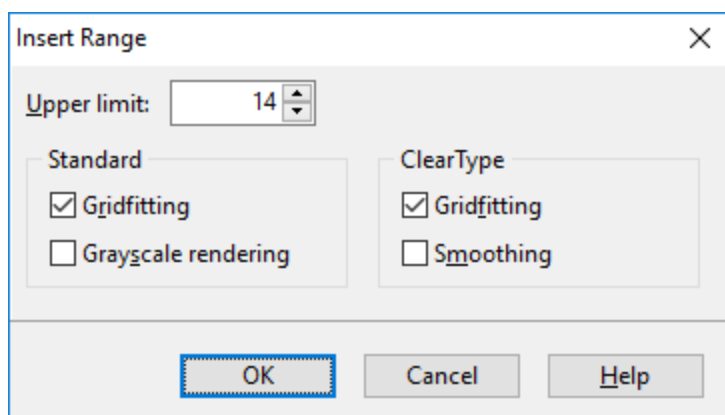 Insert Range
Upper limit: 14
Standard ClearType
Gridfitting Gridfitting
Grayscale rendering Smoothing
OK Cancel Help